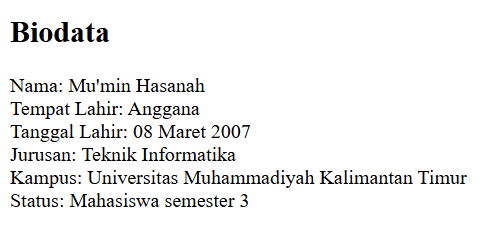 Biodata
Nama: Mu'min Hasanah
Tempat Lahir: Anggana
Tanggal Lahir: 08 Maret 2007
Jurusan: Teknik Informatika
Kampus: Universitas Muhammadiyah Kalimantan Timur
Status: Mahasiswa semester 3